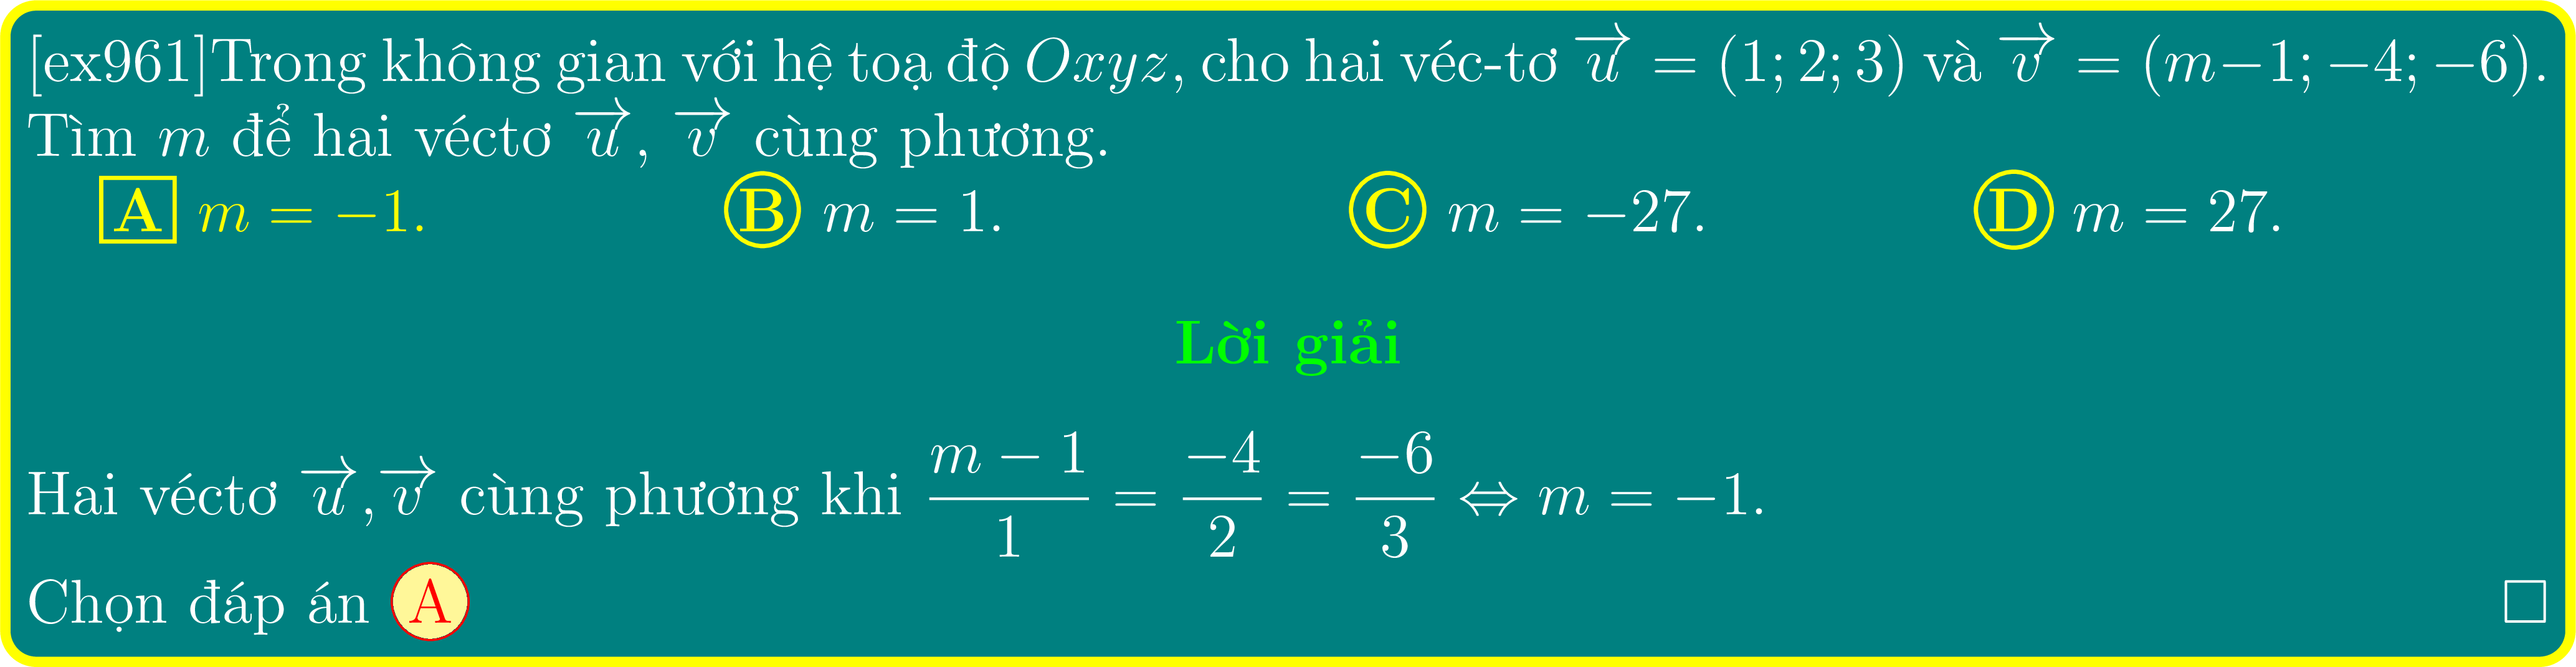 [ex961]Trong không gian với hệ toạ độ $Oxyz$, cho hai véc-tơ $\overrightarrow{u} = (1; 2; 3)$ và $\overrightarrow{v} = (m-1; -4; -6)$.
Tìm $m$ để hai véctơ $\overrightarrow{u}$, $\overrightarrow{v}$ cùng phương.
A $m = -1$. B $m = 1$. C $m = -27$. D $m = 27$.
Lời giải
Hai véctơ $\overrightarrow{u}, \overrightarrow{v}$ cùng phương khi $\frac{m-1}{1} = \frac{-4}{2} = \frac{-6}{3} \Leftrightarrow m = -1$.
Chọn đáp án A □